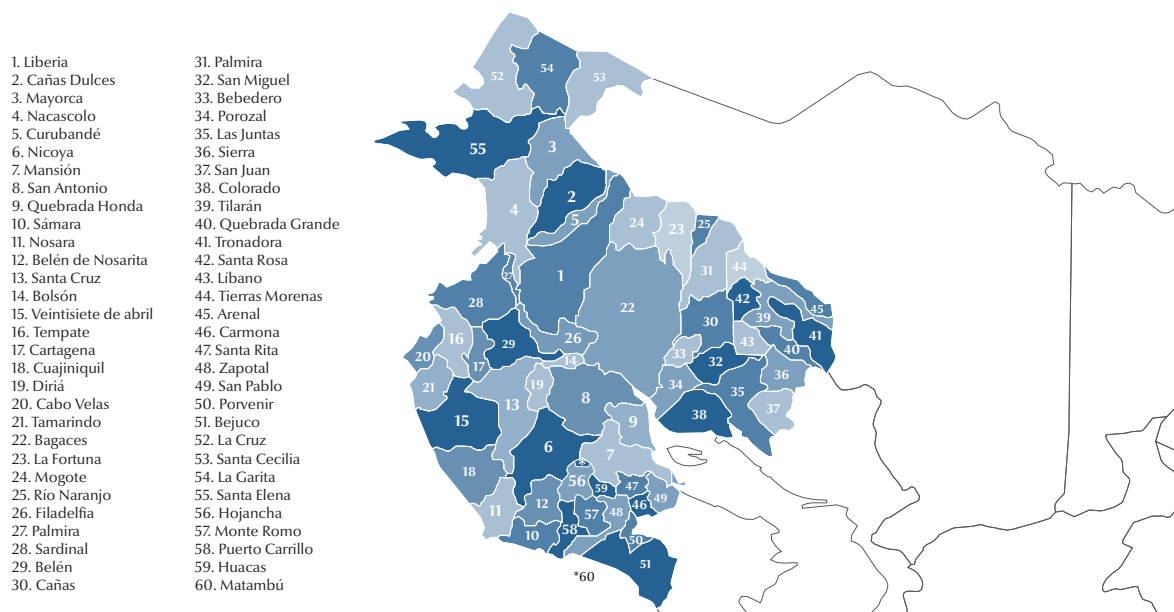 1. Liberia
2. Cañas Dulces
3. Mayorca
4. Nacascolo
5. Curubandé
6. Nicoya
7. Mansión
8. San Antonio
9. Quebrada Honda
10. Sámara
11. Nosara
12. Belén de Nosarita
13. Santa Cruz
14. Bolsón
15. Veintisiete de abril
16. Tempate
17. Cartagena
18. Cuajiniquil
19. Diriá
20. Cabo Velas
21. Tamarindo
22. Bagaces
23. La Fortuna
24. Mogote
25. Río Naranjo
26. Filadelfia
27. Palmira
28. Sardinal
29. Belén
30. Cañas
31. Palmira
32. San Miguel
33. Bebedero
34. Porozal
35. Las Juntas
36. Sierra
37. San Juan
38. Colorado
39. Tilarán
40. Quebrada Grande
41. Tronadora
42. Santa Rosa
43. Líbano
44. Tierras Morenas
45. Arenal
46. Carmona
47. Santa Rita
48. Zapotal
49. San Pablo
50. Porvenir
51. Bejuco
52. La Cruz
53. Santa Cecilia
54. La Garita
55. Santa Elena
56. Hojancha
57. Monte Romo
58. Puerto Carrillo
59. Huacas
60. Matambú
52
54
53
55
3
2
4
5
24
23
25
31
44
27
1
28
22
42
45
39
30
41
26
16
29
43
40
33
20
17
14
32
36
21
19
34
35
13
8
15
37
38
9
6
7
*
18
56
59
47
49
12
46
11
57
48
58
10
50
51
*60